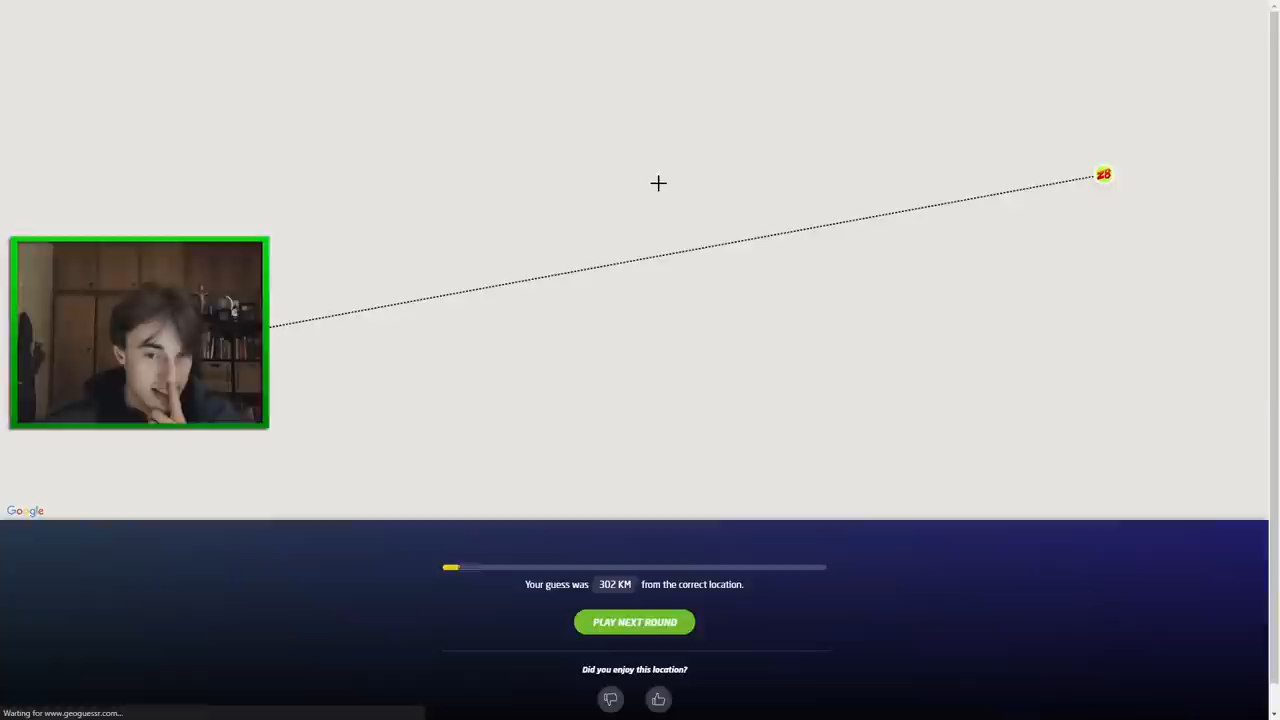 ZB
Google
Your guess was 302 KM from the correct location.
PLAY NEXT ROUND
Did you enjoy this location?
Waiting for www.geoguessr.com...